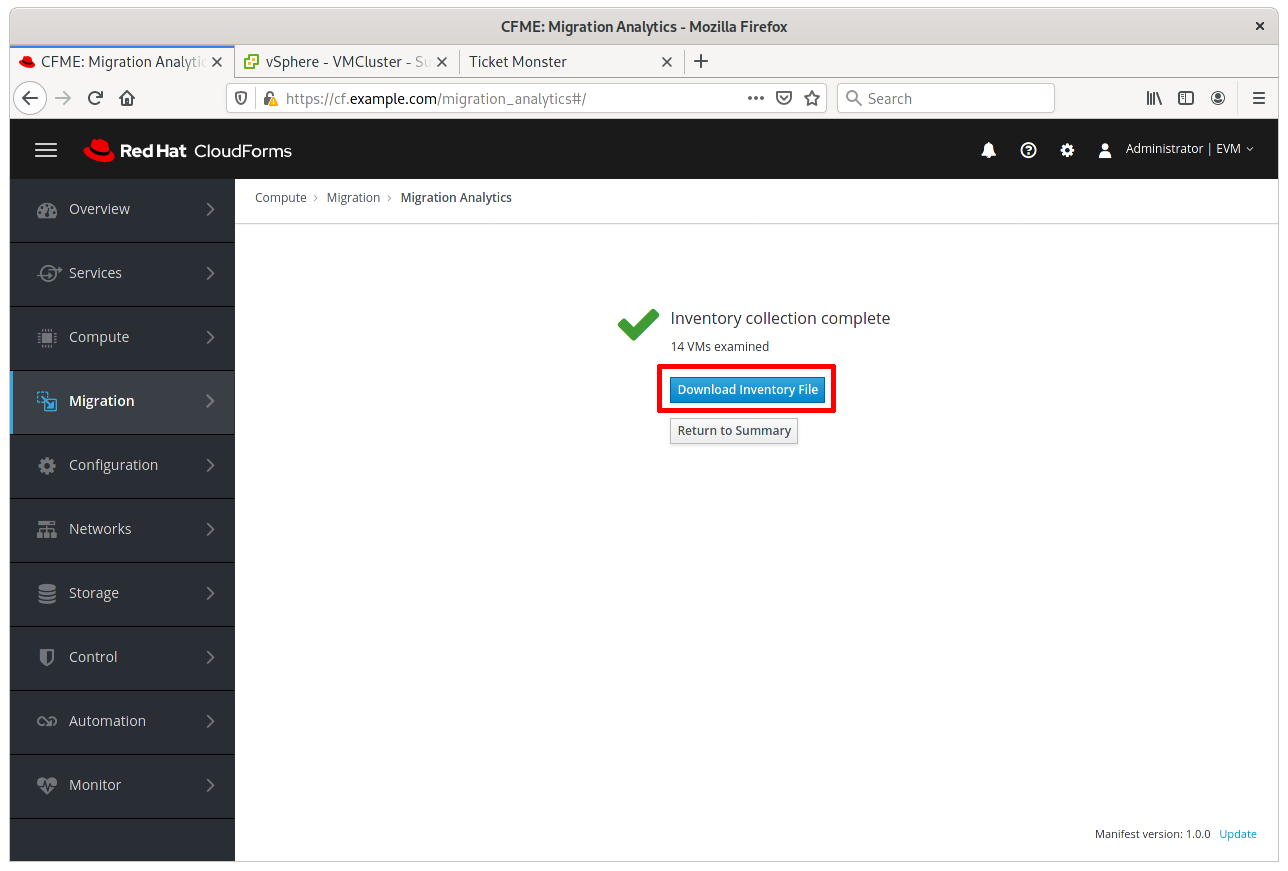 CFME: Migration Analytics - Mozilla Firefox
CFME: Migration Analytic
vSphere - VMCluster - Su
Ticket Monster
https://cf.example.com/migration_analytics#/
Search
Red Hat CloudForms
Administrator | EVM
Overview
Services
Compute
Migration
Configuration
Networks
Storage
Control
Automation
Monitor
Compute > Migration > Migration Analytics
Inventory collection complete
14 VMs examined
Download Inventory File
Return to Summary
Manifest version: 1.0.0 Update